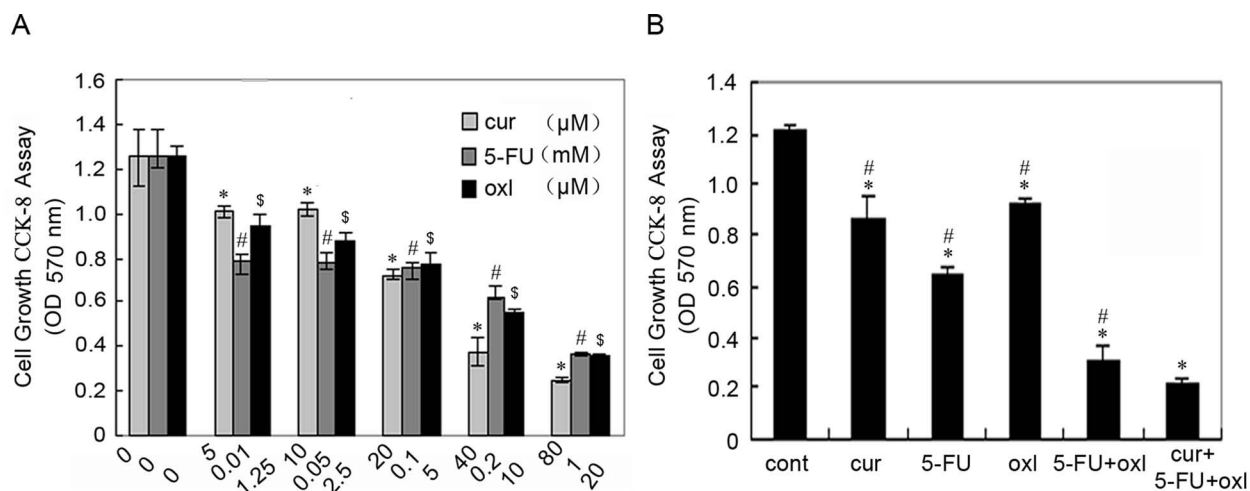 A
Cell Growth CCK-8 Assay
(OD 570 nm)
1.6
1.4
1.2
1.0
0.8
0.6
0.4
0.2
0
cur (μM)
5-FU (mM)
oxl (μM)
* # $
* # $
* # $
* # $
* # $
0 0 0
5 0.01 1.25
10 0.05 2.5
20 0.1 5
40 0.2 10
80 1 20
B
Cell Growth CCK-8 Assay
(OD 570 nm)
1.4
1.2
1.0
0.8
0.6
0.4
0.2
0
#
*
#
*
#
*
#
*
*
cont
cur
5-FU
oxl
5-FU+oxl
cur+
5-FU+oxl